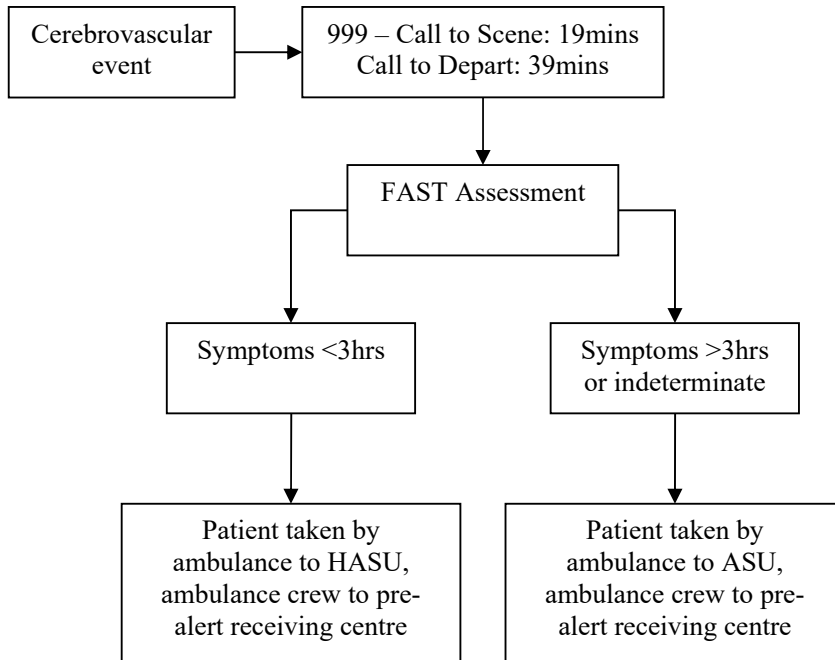 Cerebrovascular
event
999 – Call to Scene: 19mins
Call to Depart: 39mins
FAST Assessment
Symptoms <3hrs
Symptoms >3hrs
or indeterminate
Patient taken by
ambulance to HASU,
ambulance crew to pre-
alert receiving centre
Patient taken by
ambulance to ASU,
ambulance crew to pre-
alert receiving centre